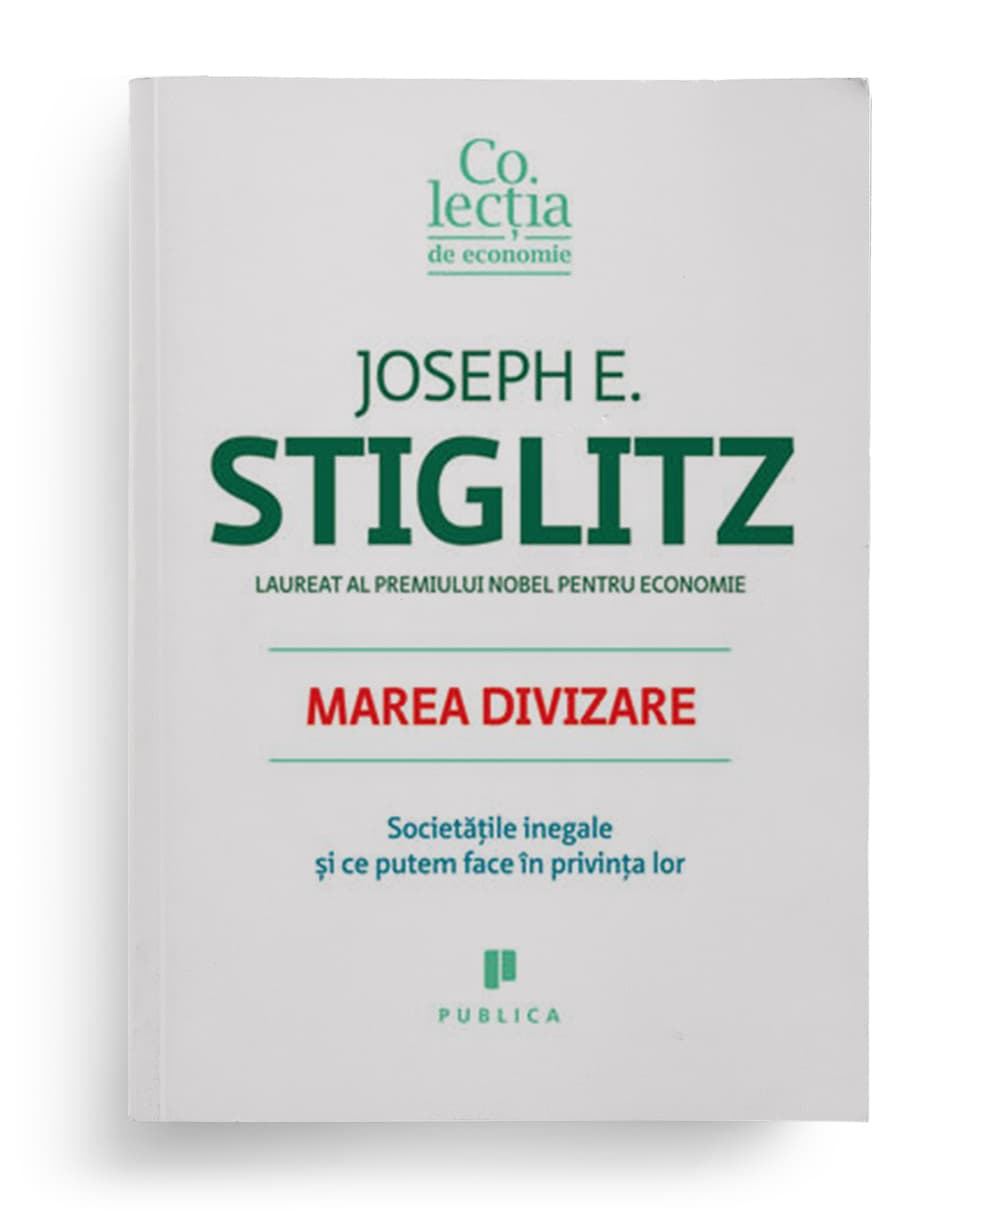 Co.
lecția
de economie
JOSEPH E.
STIGLITZ
LAUREAT AL PREMIULUI NOBEL PENTRU ECONOMIE
MAREA DIVIZARE
Societățile inegale
și ce putem face în privința lor
PUBLICA